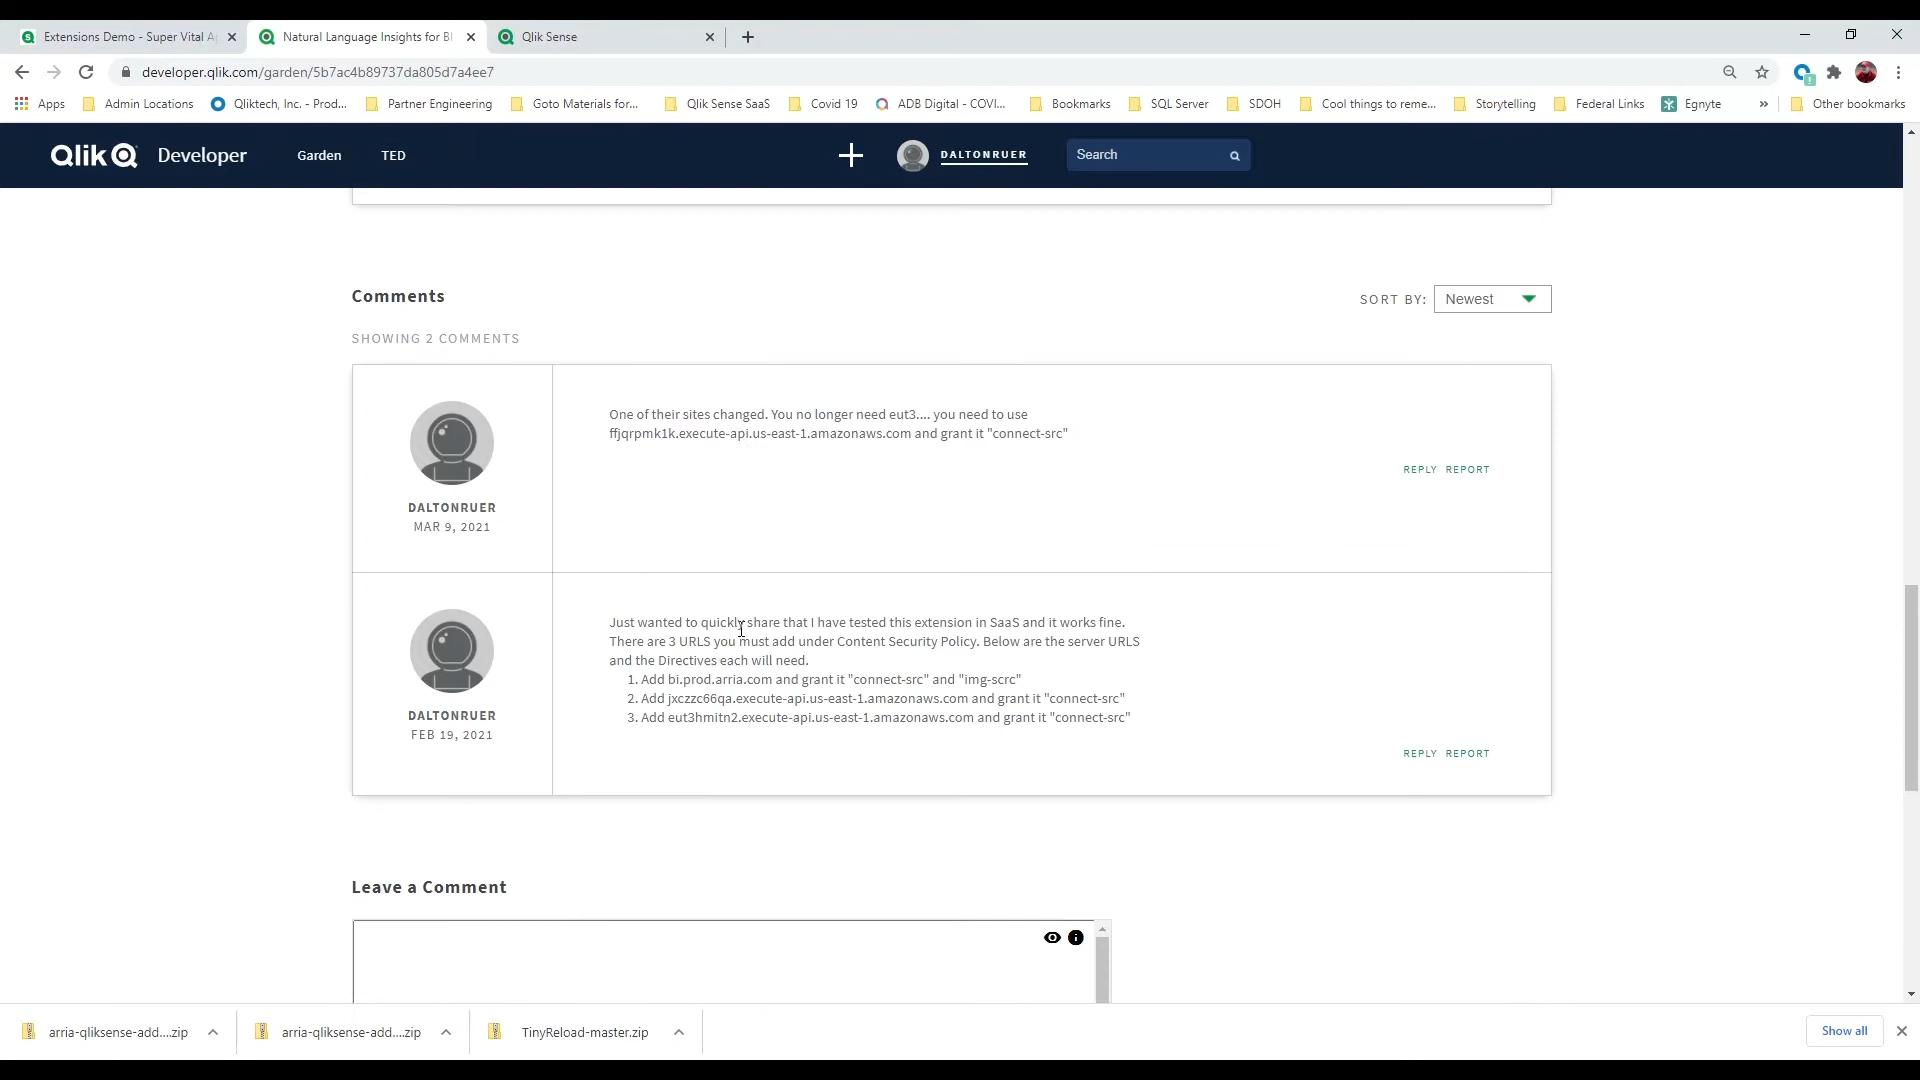 Extensions Demo - Super Vital A
Natural Language Insights for BI
Qlik Sense
developer.qlik.com/garden/5b7ac4b89737da805d7a4ee7
Apps
Admin Locations
Qliktech, Inc. - Prod...
Partner Engineering
Goto Materials for...
Qlik Sense SaaS
Covid 19
ADB Digital - COVI...
Bookmarks
SQL Server
SDOH
Cool things to reme...
Storytelling
Federal Links
Egnyte
»
Other bookmarks
Qlik Developer
Garden
TED
DALTONRUER
Search
Comments
SORT BY: Newest
SHOWING 2 COMMENTS
One of their sites changed. You no longer need eut3.... you need to use
ffjqrpmk1k.execute-api.us-east-1.amazonaws.com and grant it "connect-src"
REPLY REPORT
DALTONRUER
MAR 9, 2021
Just wanted to quickly share that I have tested this extension in SaaS and it works fine.
There are 3 URLS you must add under Content Security Policy. Below are the server URLS
and the Directives each will need.
1. Add bi.prod.arria.com and grant it "connect-src" and "img-scrc"
2. Add jxczzc66qa.execute-api.us-east-1.amazonaws.com and grant it "connect-src"
3. Add eut3hmitn2.execute-api.us-east-1.amazonaws.com and grant it "connect-src"
DALTONRUER
FEB 19, 2021
REPLY REPORT
Leave a Comment
arria-qliksense-add....zip
arria-qliksense-add....zip
TinyReload-master.zip
Show all